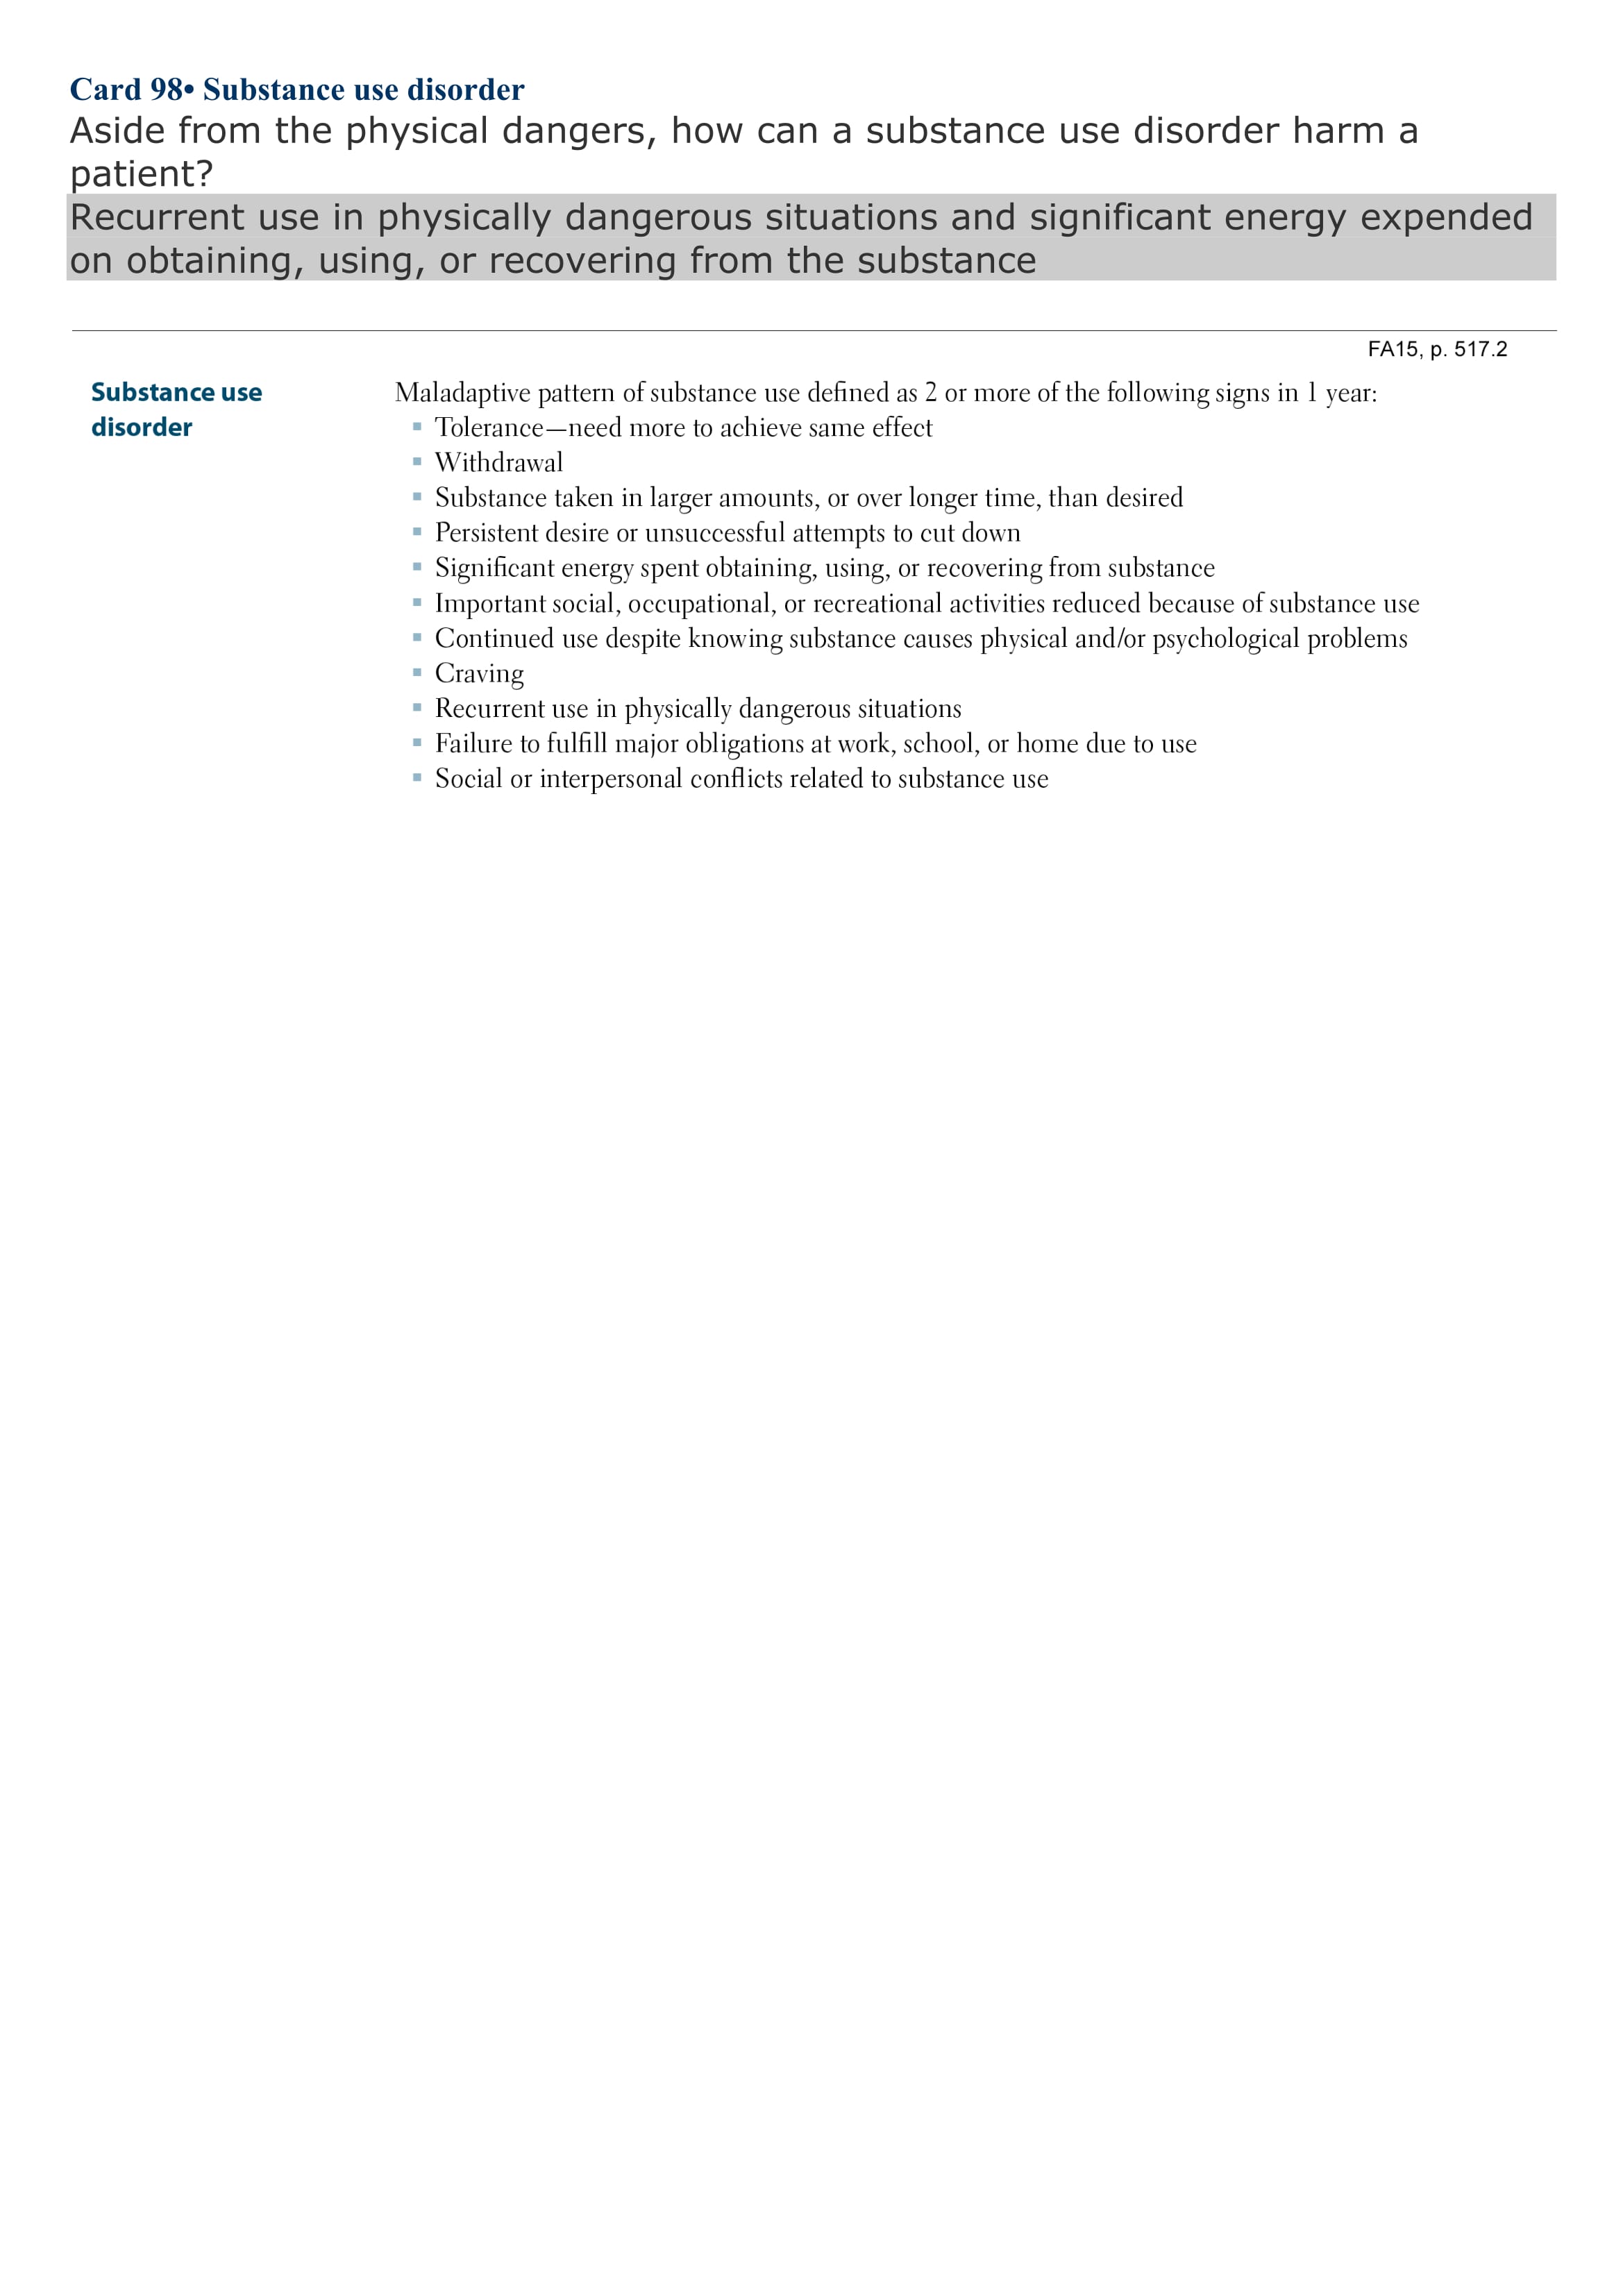 Card 98• Substance use disorder
Aside from the physical dangers, how can a substance use disorder harm a
patient?
Recurrent use in physically dangerous situations and significant energy expended
on obtaining, using, or recovering from the substance
FA15, p. 517.2
Substance use
disorder
Maladaptive pattern of substance use defined as 2 or more of the following signs in 1 year:
▪ Tolerance—need more to achieve same effect
▪ Withdrawal
▪ Substance taken in larger amounts, or over longer time, than desired
▪ Persistent desire or unsuccessful attempts to cut down
▪ Significant energy spent obtaining, using, or recovering from substance
▪ Important social, occupational, or recreational activities reduced because of substance use
▪ Continued use despite knowing substance causes physical and/or psychological problems
▪ Craving
▪ Recurrent use in physically dangerous situations
▪ Failure to fulfill major obligations at work, school, or home due to use
▪ Social or interpersonal conflicts related to substance use